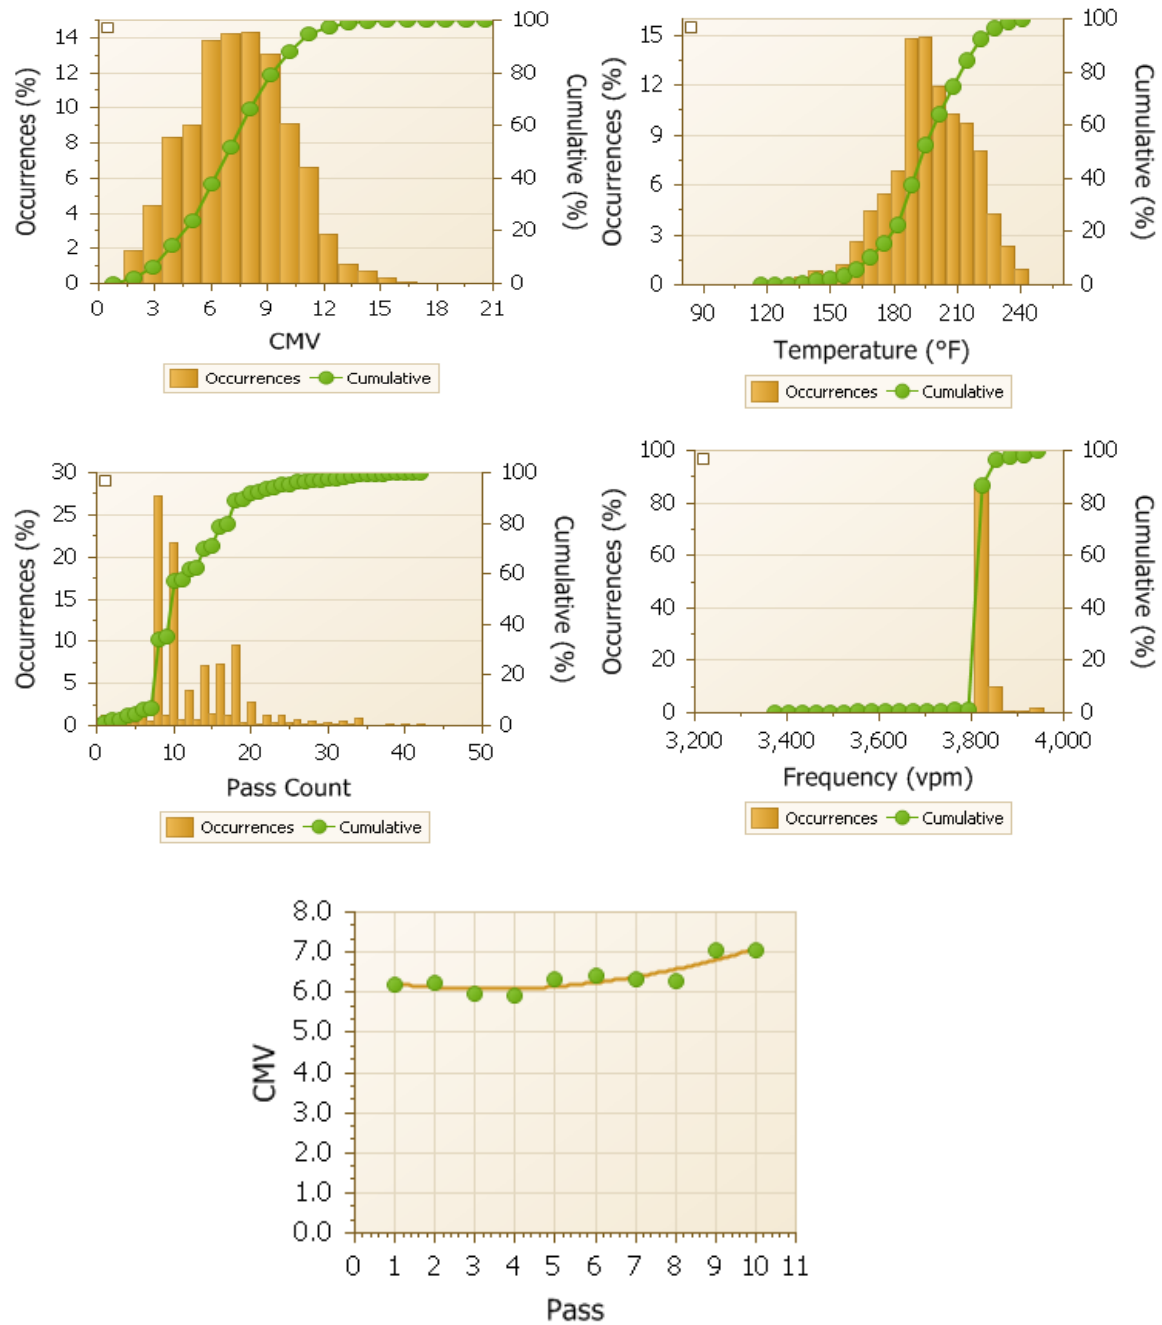 14
12
10
8
6
4
2
0
Occurrences (%)
100
80
60
40
20
0
Cumulative (%)
0 3 6 9 12 15 18 21
CMV
Occurrences Cumulative
15
12
9
6
3
0
Occurrences (%)
100
80
60
40
20
0
Cumulative (%)
90 120 150 180 210 240
Temperature (°F)
Occurrences Cumulative
30
25
20
15
10
5
0
Occurrences (%)
100
80
60
40
20
0
Cumulative (%)
0 10 20 30 40 50
Pass Count
Occurrences Cumulative
100
80
60
40
20
0
Occurrences (%)
100
80
60
40
20
0
Cumulative (%)
3,200 3,400 3,600 3,800 4,000
Frequency (vpm)
Occurrences Cumulative
8.0
7.0
6.0
5.0
4.0
3.0
2.0
1.0
0.0
CMV
0 1 2 3 4 5 6 7 8 9 10 11
Pass